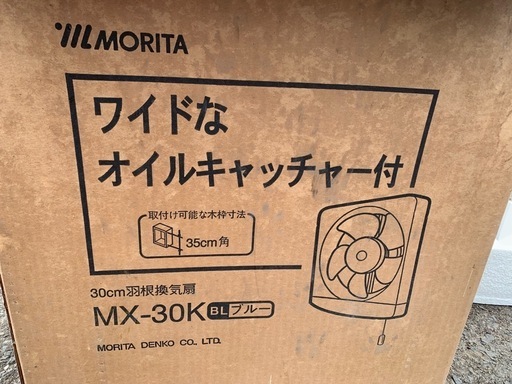 MORITA
ワイドな
オイルキャッチャー付
取付け可能な木枠寸法
35cm角
30cm羽根換気扇
MX-30K BL ブルー
MORITA DENKO CO., LTD.